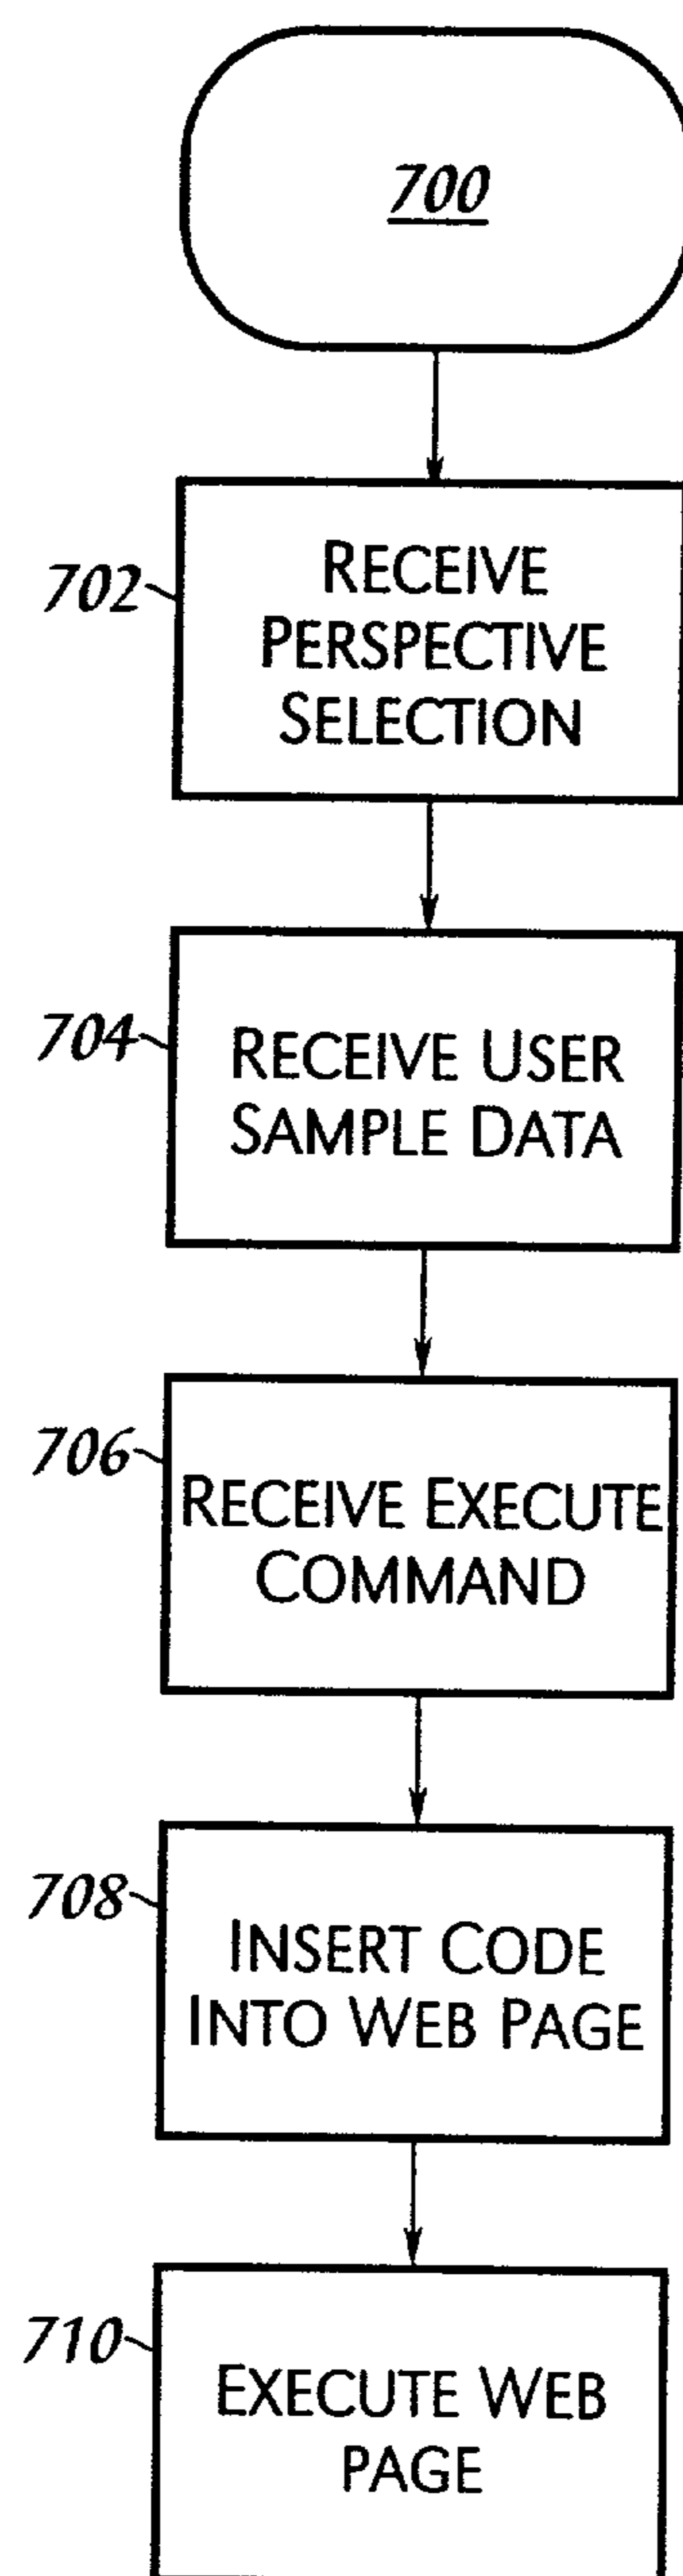 700
702
RECEIVE
PERSPECTIVE
SELECTION
704
RECEIVE USER
SAMPLE DATA
706
RECEIVE EXECUTE
COMMAND
708
INSERT CODE
INTO WEB PAGE
710
EXECUTE WEB
PAGE